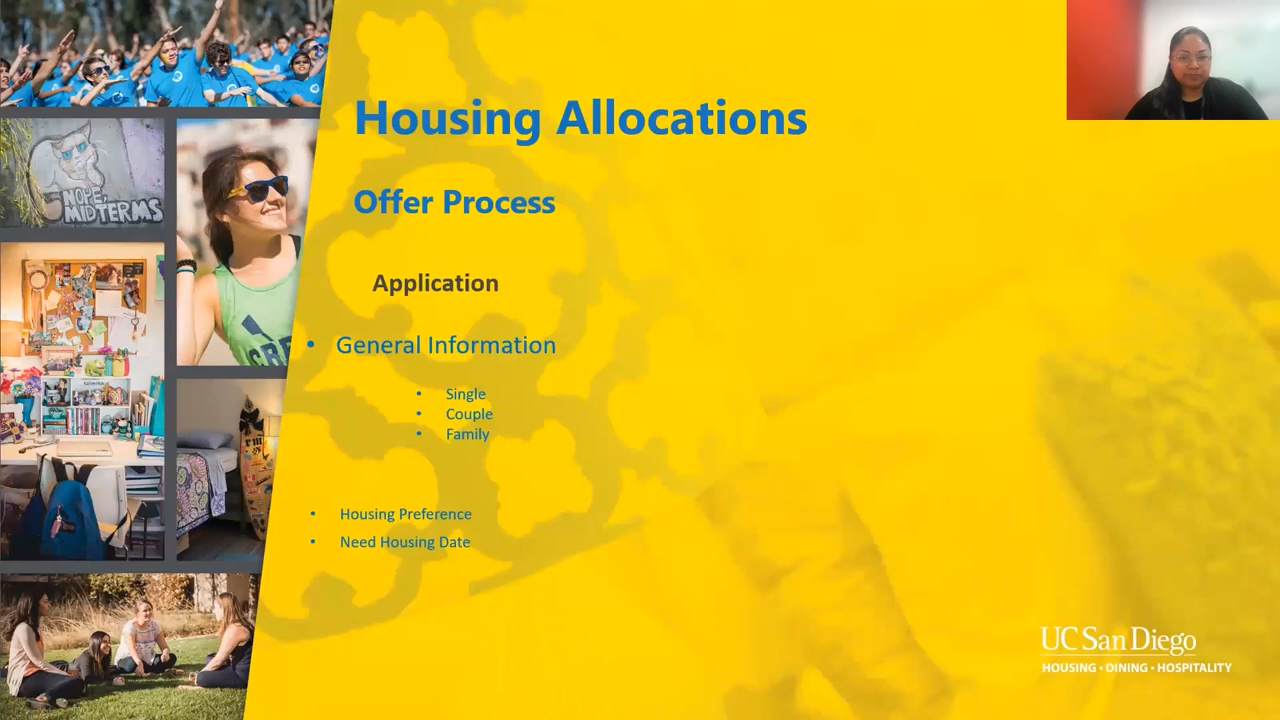 Housing Allocations
Offer Process
Application
• General Information
• Single
• Couple
• Family
• Housing Preference
• Need Housing Date
NOPE,
MIDTERMS
CRE
UC San Diego
HOUSING • DINING • HOSPITALITY